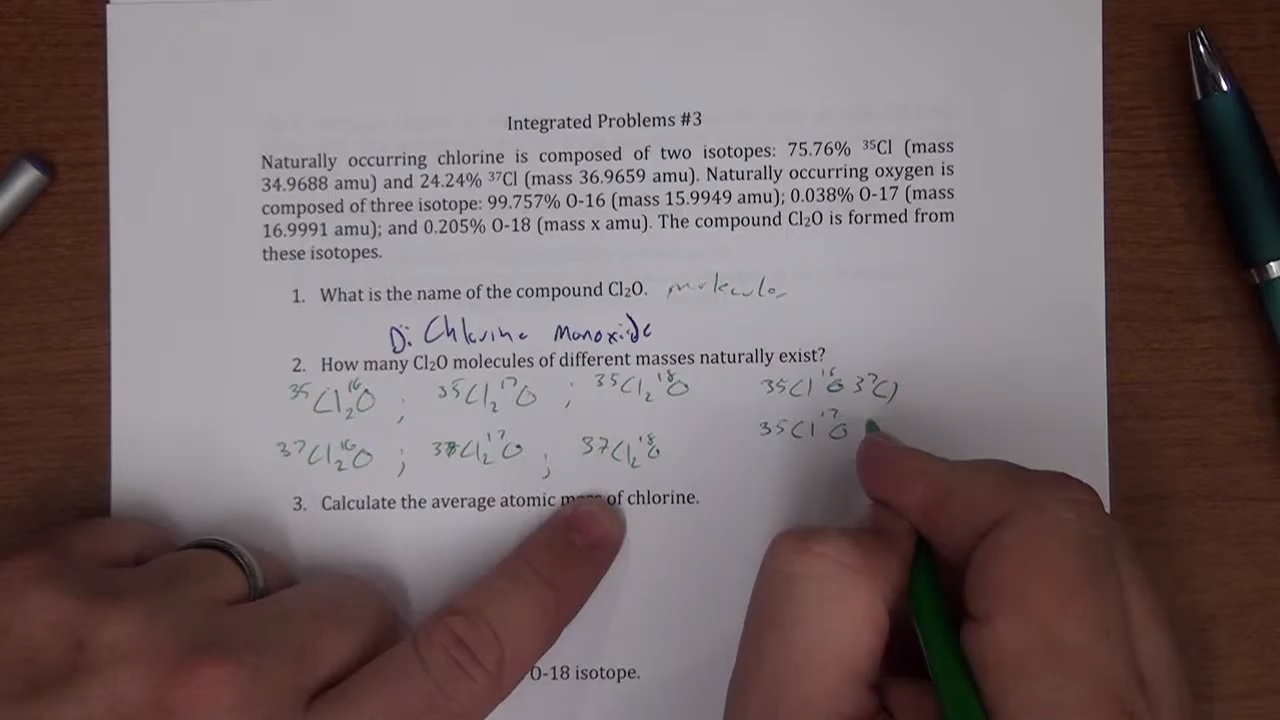 Integrated Problems #3
Naturally occurring chlorine is composed of two isotopes: 75.76% ³⁵Cl (mass
34.9688 amu) and 24.24% ³⁷Cl (mass 36.9659 amu). Naturally occurring oxygen is
composed of three isotope: 99.757% O-16 (mass 15.9949 amu); 0.038% O-17 (mass
16.9991 amu); and 0.205% O-18 (mass x amu). The compound Cl₂O is formed from
these isotopes.
1. What is the name of the compound Cl₂O. molecular
Di Chlorine Monoxide
2. How many Cl₂O molecules of different masses naturally exist?
³⁵Cl₂¹⁶O ; ³⁵Cl₂¹⁷O ; ³⁵Cl₂¹⁸O ³⁵Cl¹⁶O³⁷Cl
³⁵Cl¹⁷O
³⁷Cl₂¹⁶O ; ³⁷Cl₂¹⁷O ; ³⁷Cl₂¹⁸O
3. Calculate the average atomic mass of chlorine.
O-18 isotope.